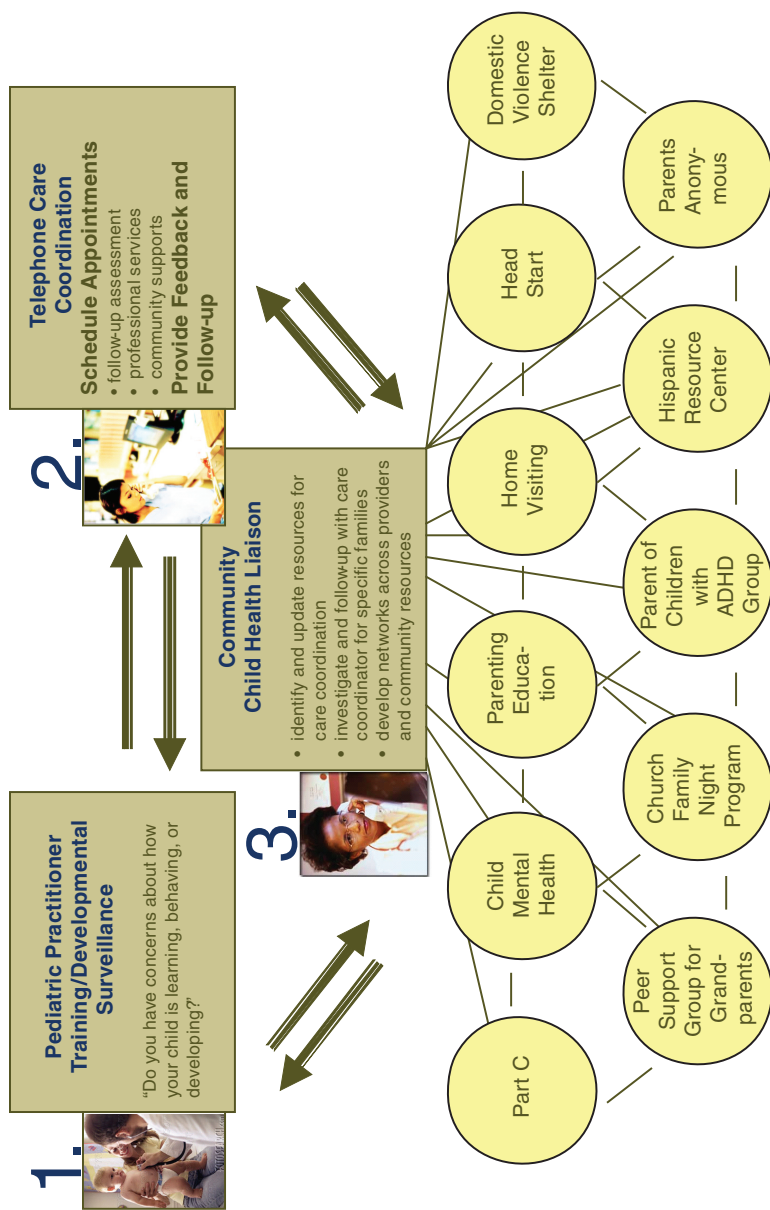 1.
Pediatric Practitioner
Training/Developmental
Surveillance
“Do you have concerns about how
your child is learning, behaving, or
developing?”
2.
Telephone Care
Coordination
Schedule Appointments
• follow-up assessment
• professional services
• community supports
Provide Feedback and
Follow-up
3.
Community
Child Health Liaison
• identify and update resources for
care coordination
• investigate and follow-up with care
coordinator for specific families
• develop networks across providers
and community resources
Part C
Child
Mental
Health
Parenting
Educa-
tion
Home
Visiting
Head
Start
Domestic
Violence
Shelter
Peer
Support
Group for
Grand-
parents
Church
Family
Night
Program
Parent of
Children
with
ADHD
Group
Hispanic
Resource
Center
Parents
Anony-
mous